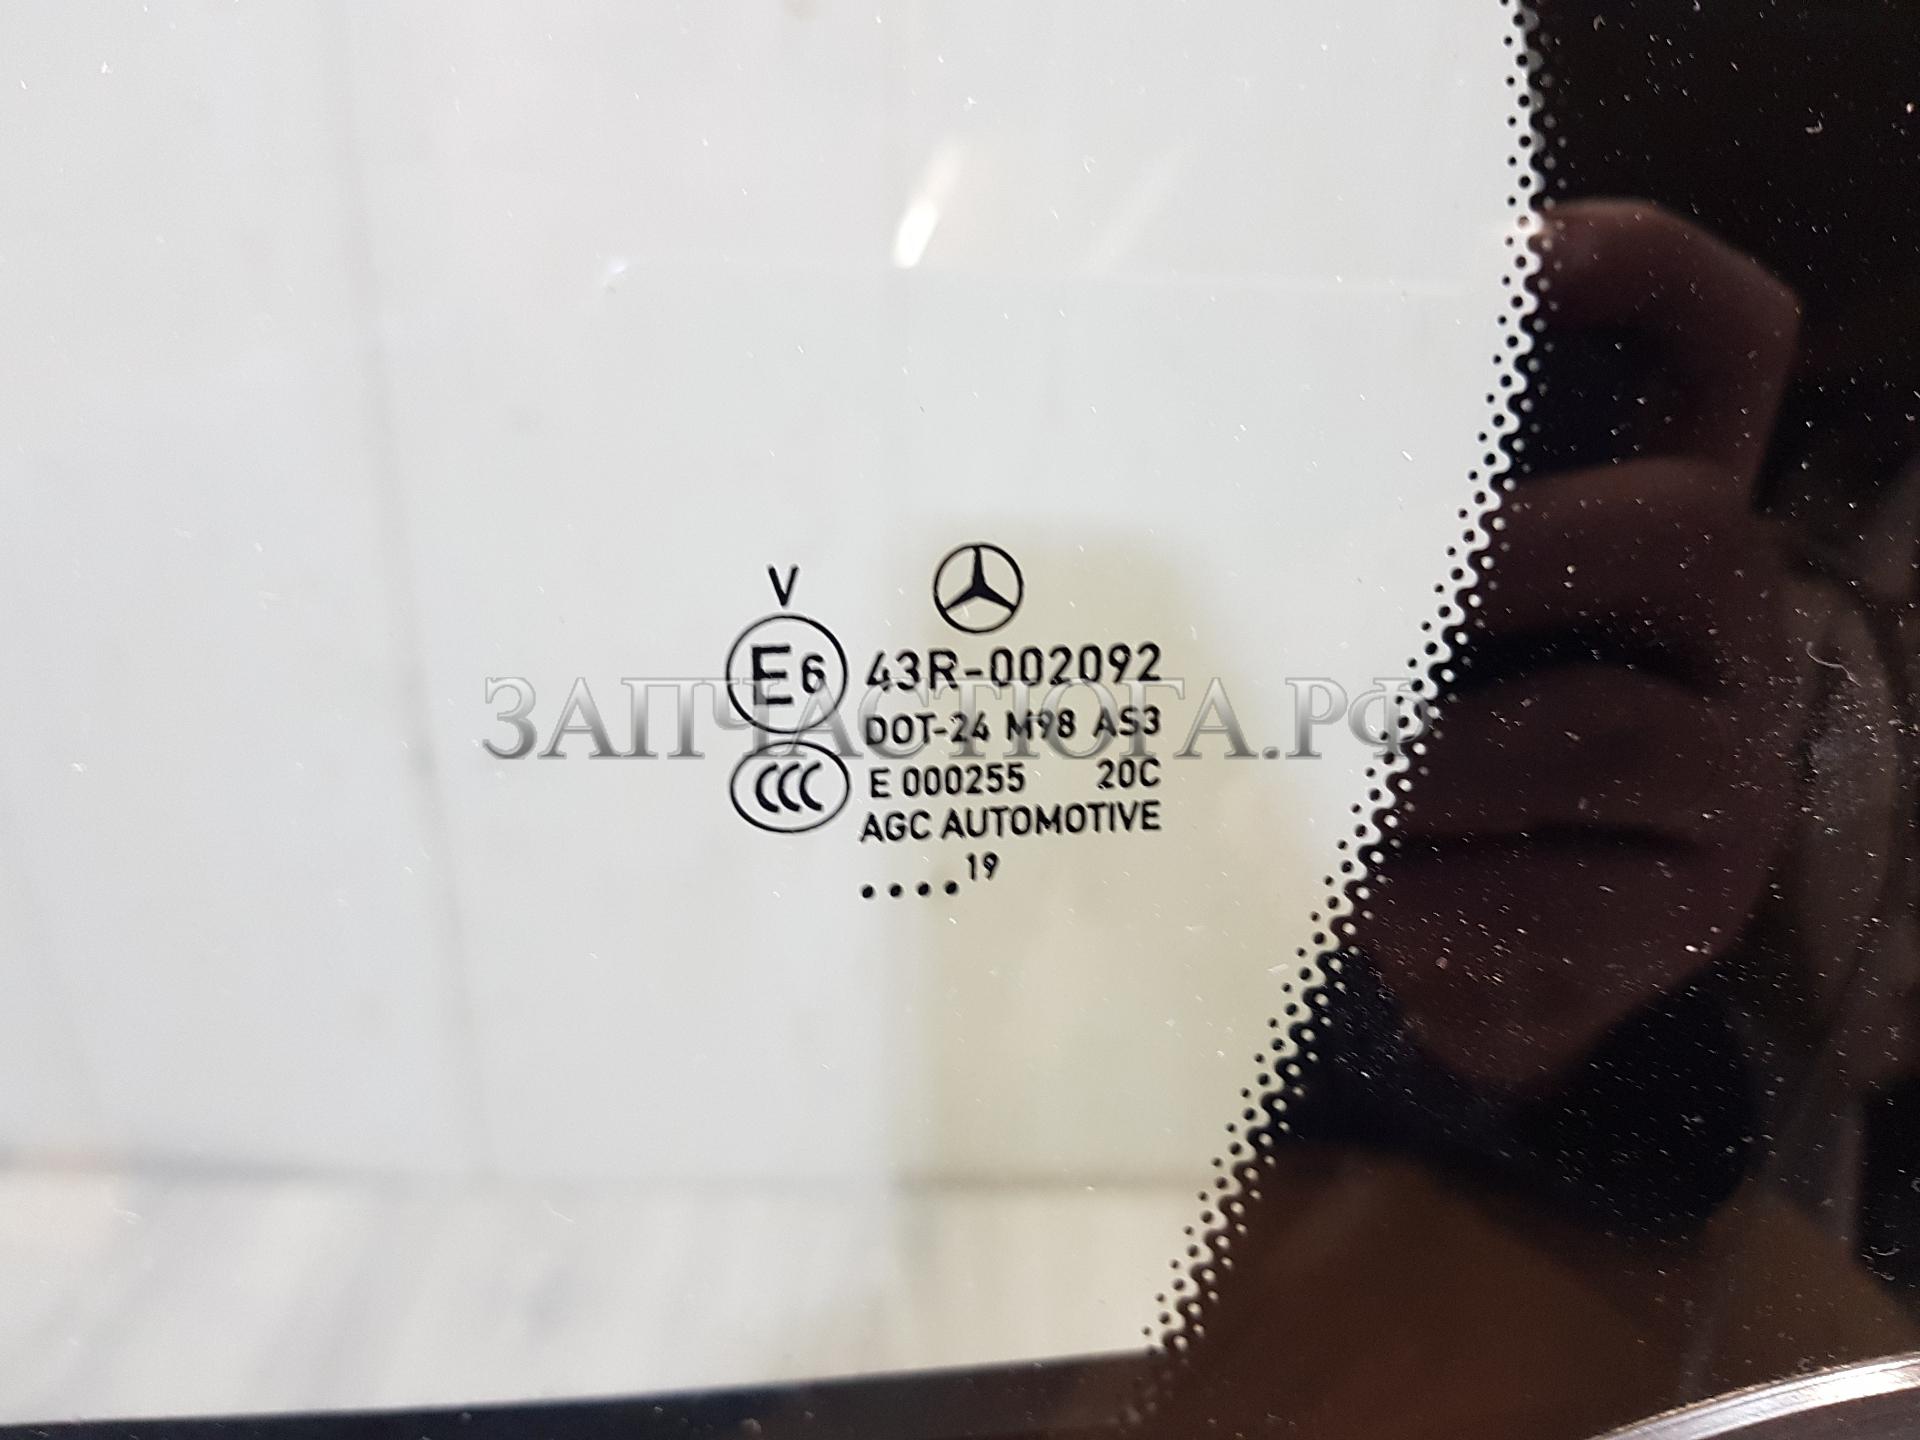 V
E6 43R-002092
ЗАПЧАСТЮГА.РФ
DOT-24 M98 AS3
CCC E 000255 20C
AGC AUTOMOTIVE
....19